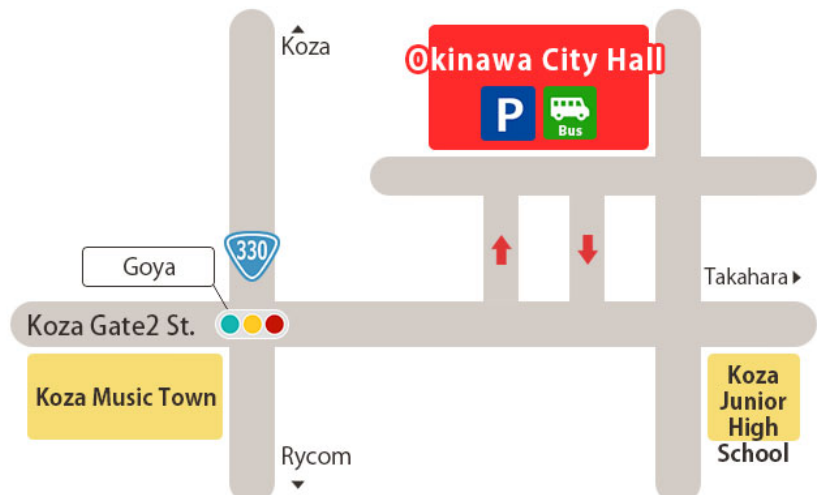 Koza
Okinawa City Hall
P
Bus
330
Goya
Takahara
Koza Gate2 St.
Koza Music Town
Koza
Junior
High
School
Rycom